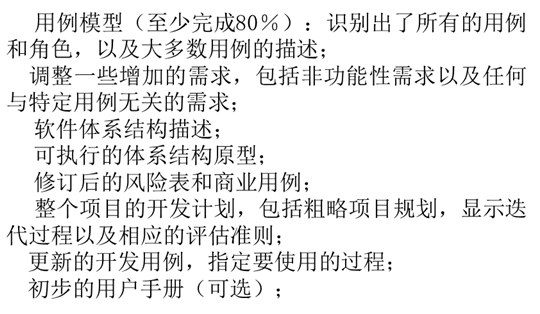 用例模型（至少完成80％）：识别出了所有的用例
和角色，以及大多数用例的描述；
调整一些增加的需求，包括非功能性需求以及任何
与特定用例无关的需求；
软件体系结构描述；
可执行的体系结构原型；
修订后的风险表和商业用例；
整个项目的开发计划，包括粗略项目规划，显示迭
代过程以及相应的评估准则；
更新的开发用例，指定要使用的过程；
初步的用户手册（可选）；